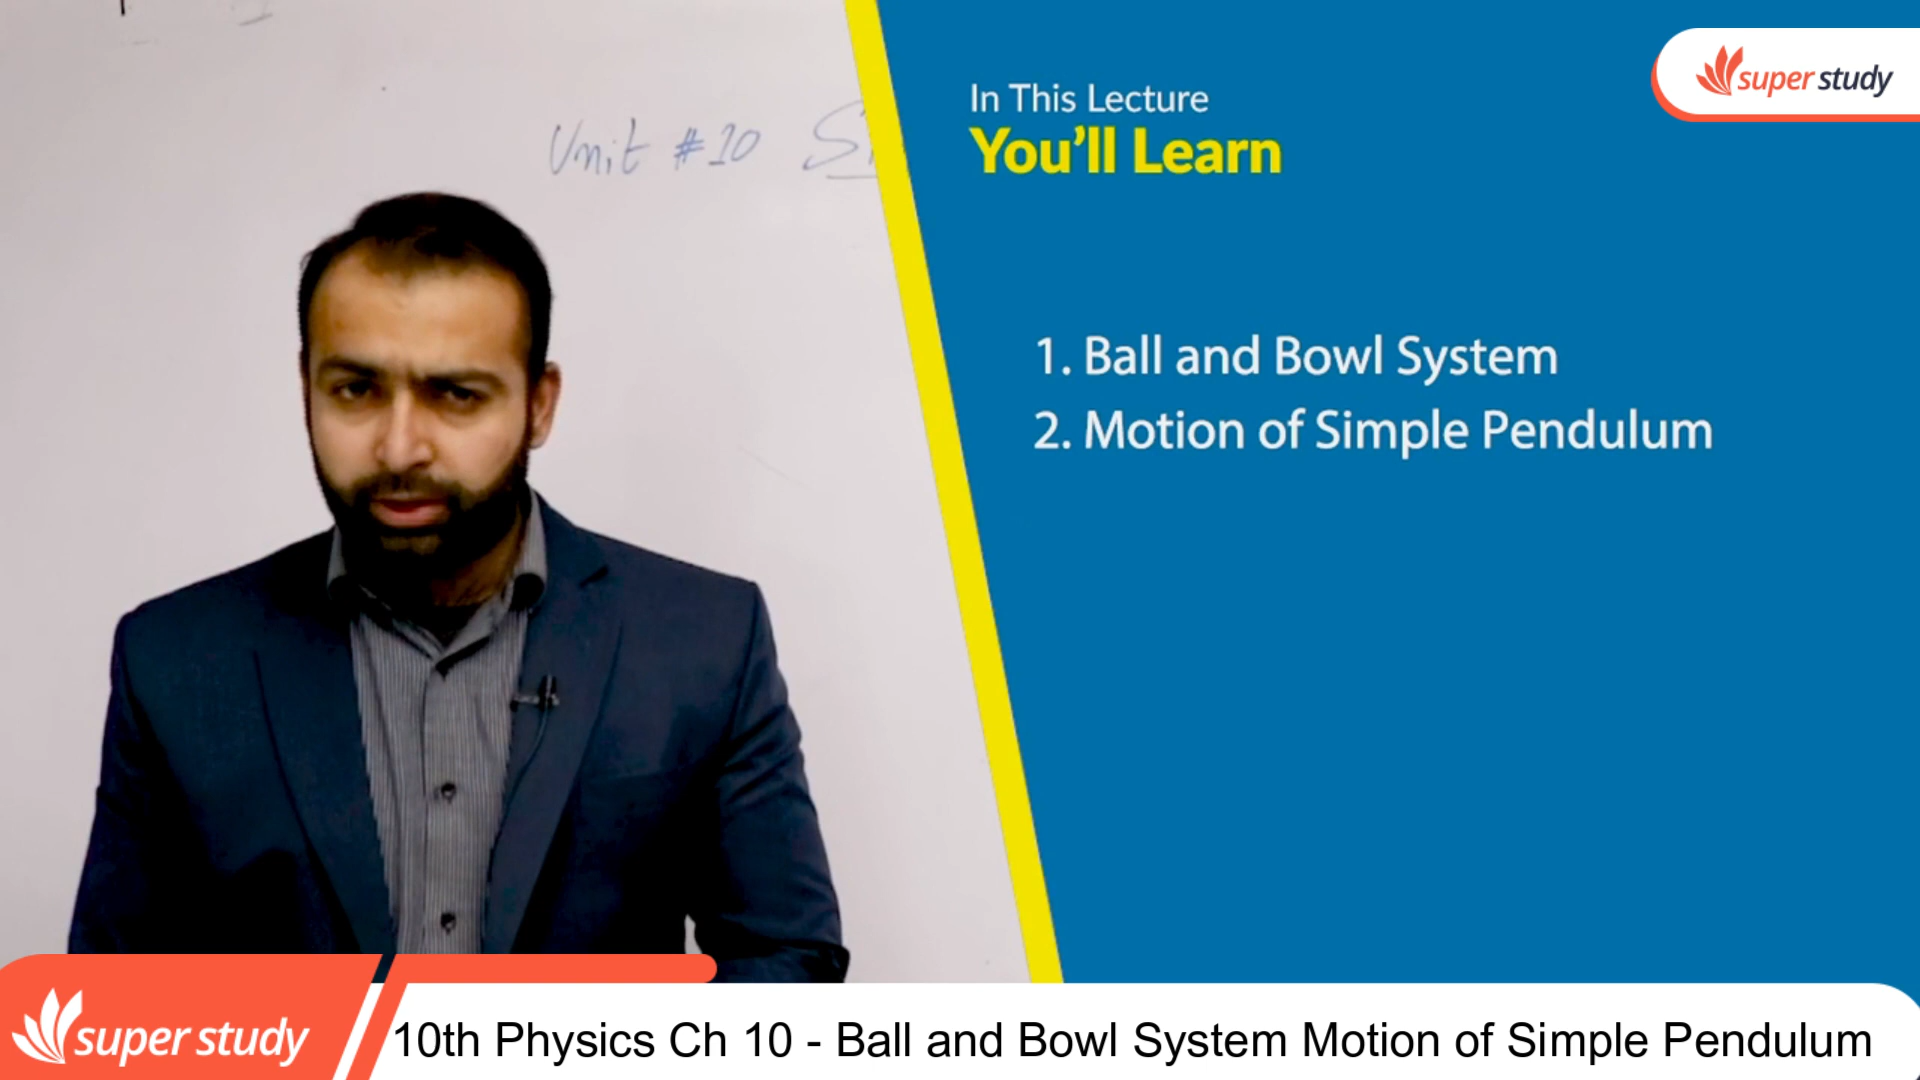 Unit #10
In This Lecture
You'll Learn
super study
1. Ball and Bowl System
2. Motion of Simple Pendulum
super study
10th Physics Ch 10 - Ball and Bowl System Motion of Simple Pendulum